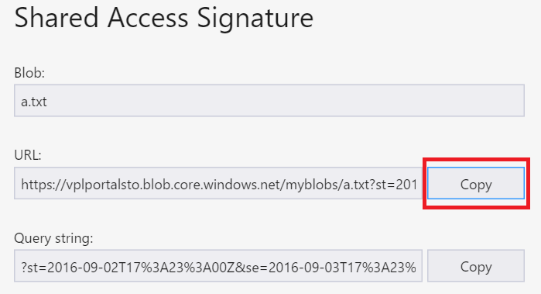 Shared Access Signature
Blob:
a.txt
URL:
https://vplportalsto.blob.core.windows.net/myblobs/a.txt?st=201
Copy
Query string:
?st=2016-09-02T17%3A23%3A00Z&se=2016-09-03T17%3A23%
Copy